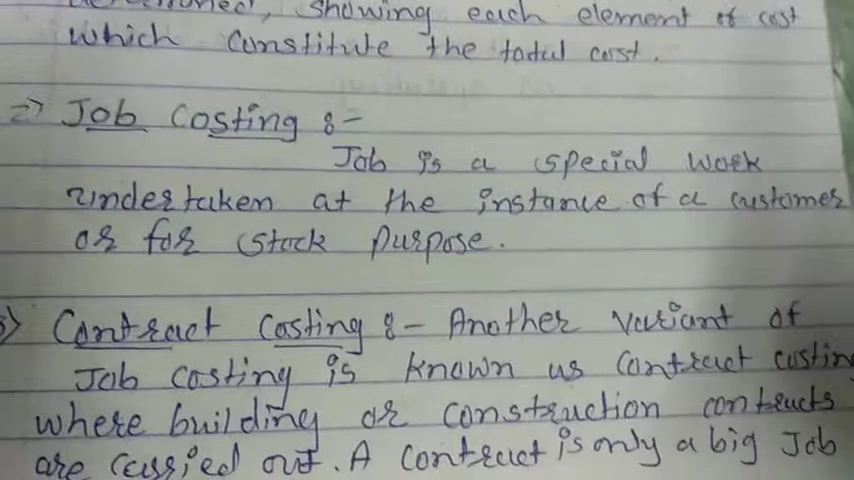 showing each element of cost
which constitute the total cost.
=> Job costing :-
Job is a special work
undertaken at the instance of a customer
or for stock purpose.
Contract costing :- Another variant of
Job costing is known as contract costing
where building or construction contracts
are carried out. A contract is only a big Job